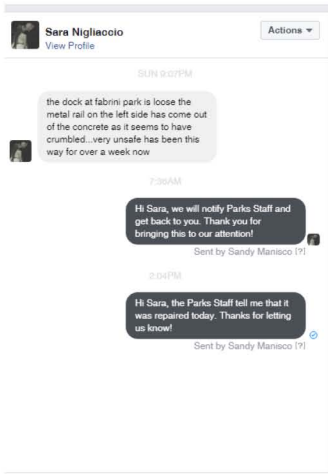 Sara Nigliaccio
Actions
View Profile
SUN 9:07PM
the dock at fabrini park is loose the
metal rail on the left side has come out
of the concrete as it seems to have
crumbled...very unsafe has been this
way for over a week now
7:36AM
Hi Sara, we will notify Parks Staff and
get back to you. Thank you for
bringing this to our attention!
Sent by Sandy Manisco [?]
2:04PM
Hi Sara, the Parks Staff tell me that it
was repaired today. Thanks for letting
us know!
Sent by Sandy Manisco [?]